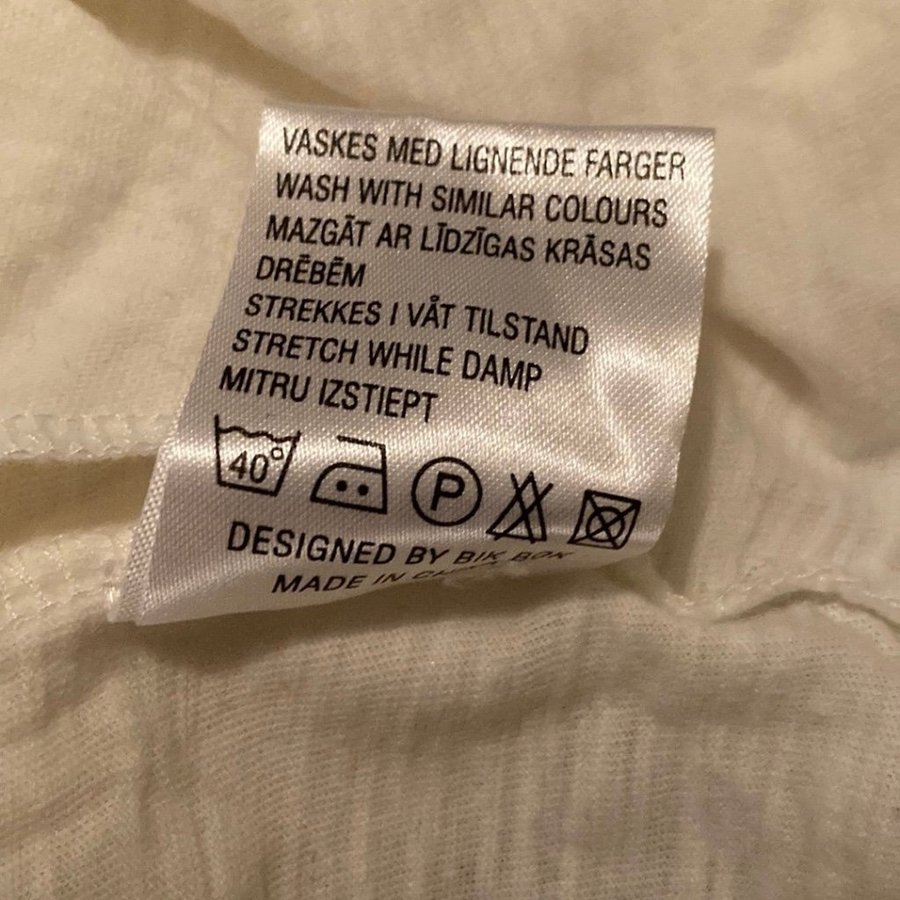 VASKES MED LIGNENDE FARGER
WASH WITH SIMILAR COLOURS
MAZGĀT AR LĪDZĪGAS KRĀSAS
DRĒBĒM
STREKKES I VÅT TILSTAND
STRETCH WHILE DAMP
MITRU IZSTIEPT
40°
P
DESIGNED BY BIK BOK
MADE IN CHINA